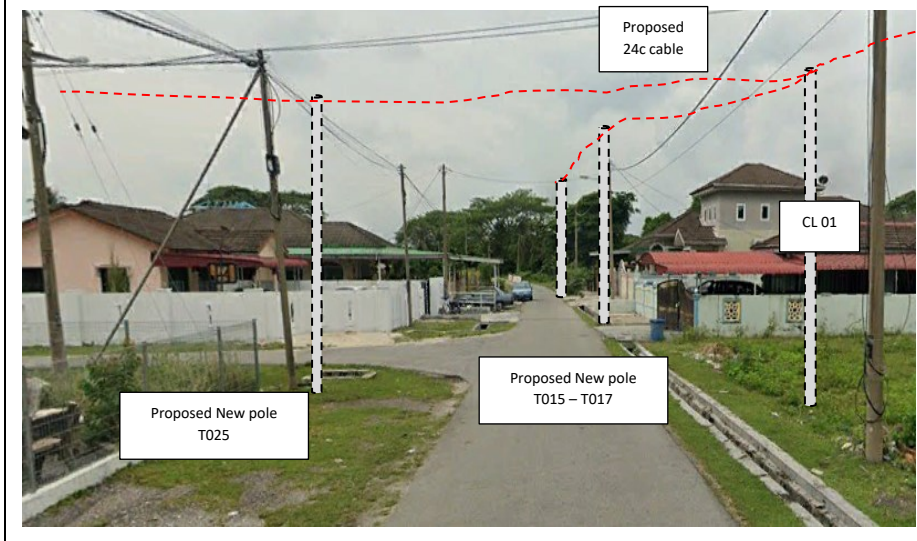 Proposed
24c cable
CL 01
Proposed New pole
T015 – T017
Proposed New pole
T025